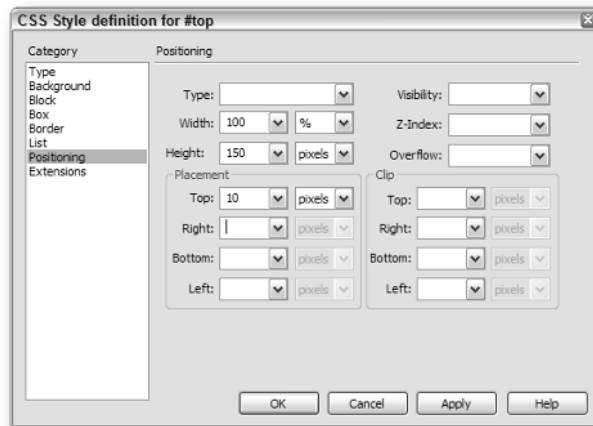 CSS Style definition for #top
Category
Positioning
Type
Background
Block
Box
Border
List
Positioning
Extensions
Type:
Visibility:
Width: 100 %
Z-Index:
Height: 150 pixels
Overflow:
Placement
Clip
Top: 10 pixels
Top: pixels
Right: pixels
Right: pixels
Bottom: pixels
Bottom: pixels
Left: pixels
Left: pixels
OK Cancel Apply Help